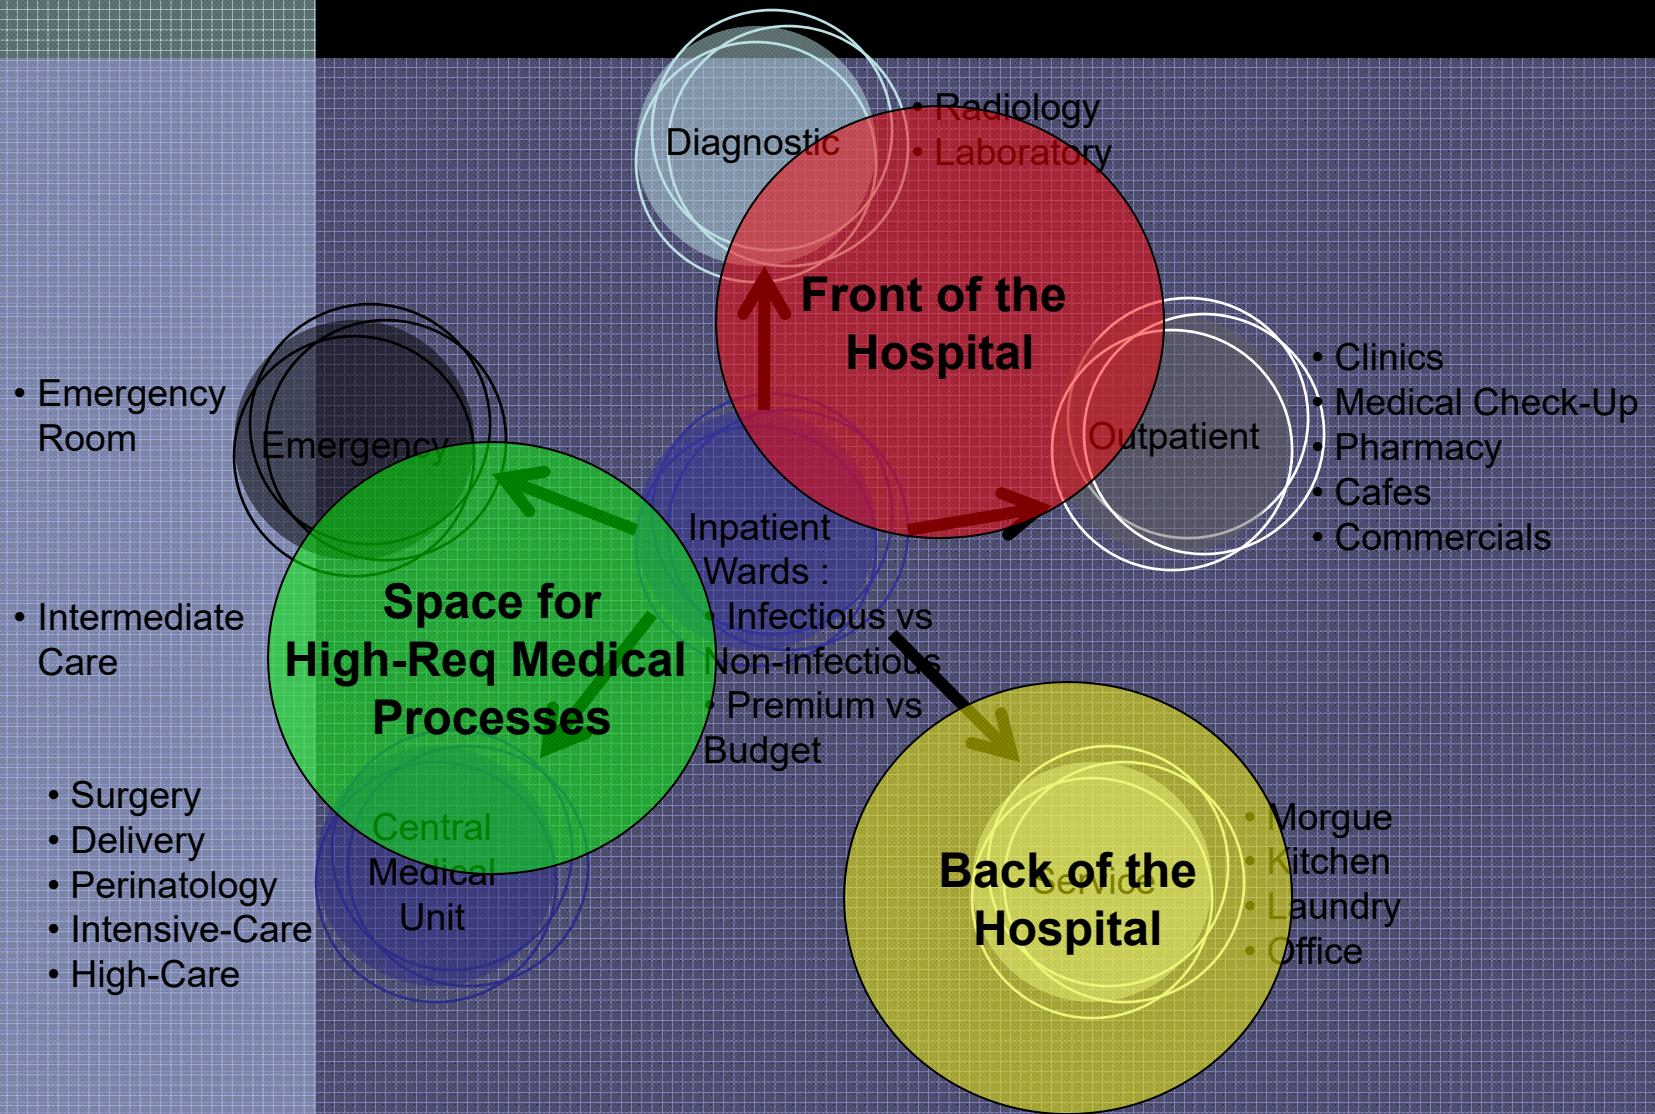 Diagnostic
• Radiology
• Laboratory
Front of the
Hospital
Emergency
• Emergency
Room
Outpatient
• Clinics
• Medical Check-Up
• Pharmacy
• Cafes
• Commercials
Inpatient
Wards :
• Infectious vs
Non-infectious
• Premium vs
Budget
Space for
High-Req Medical
Processes
• Intermediate
Care
• Surgery
• Delivery
• Perinatology
• Intensive-Care
• High-Care
Central
Medical
Unit
Back of the
Hospital
Service
• Morgue
• Kitchen
• Laundry
• Office